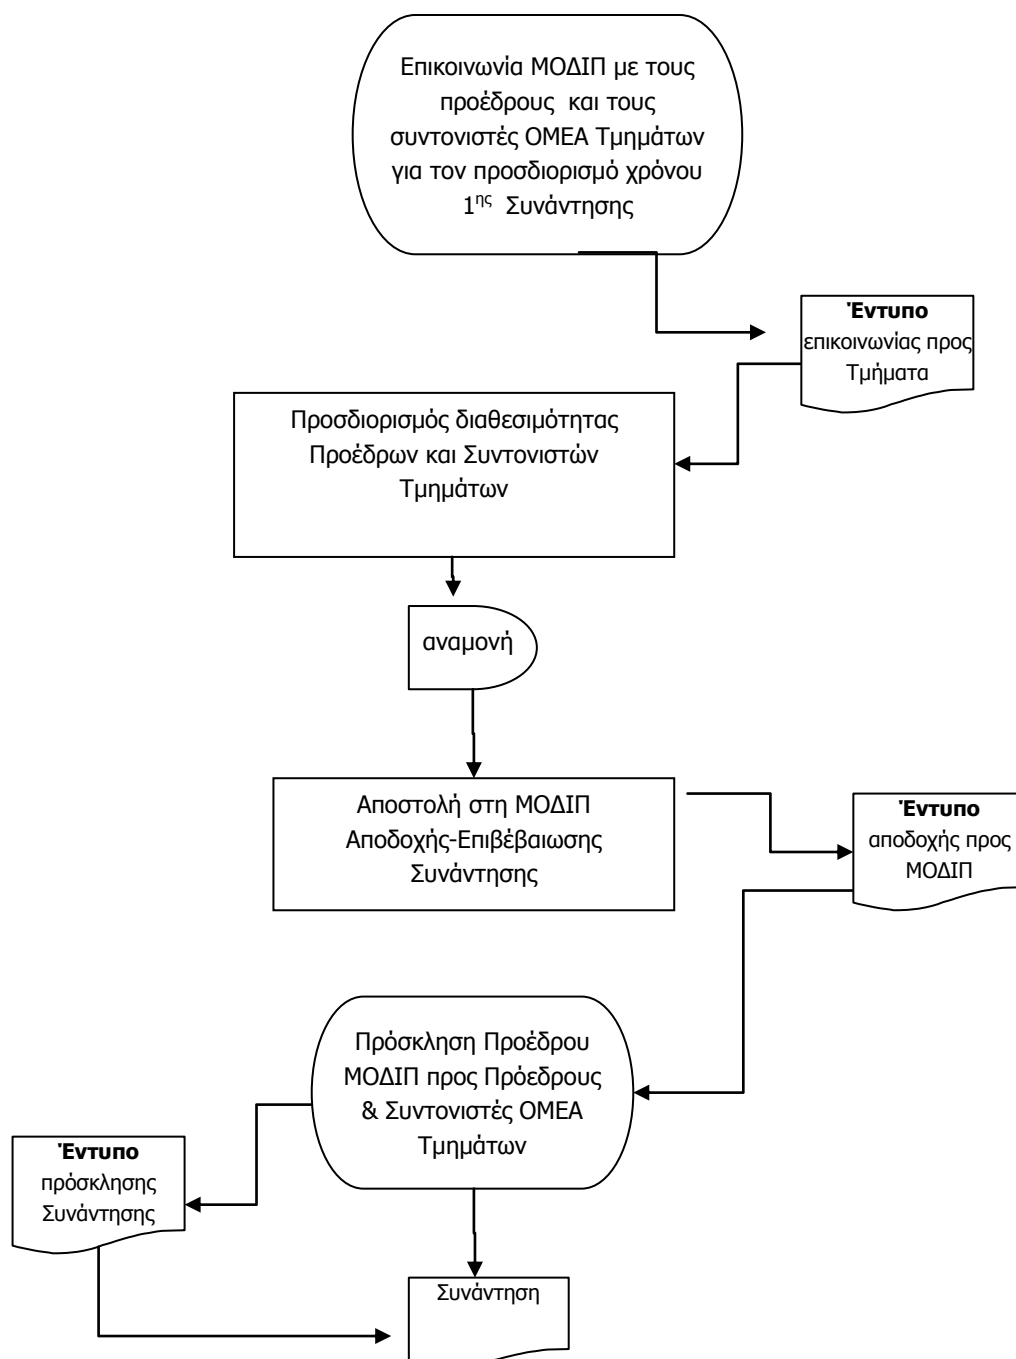 Επικοινωνία ΜΟΔΙΠ με τους
προέδρους και τους
συντονιστές ΟΜΕΑ Τμημάτων
για τον προσδιορισμό χρόνου
1ης Συνάντησης
Έντυπο
επικοινωνίας προς
Τμήματα
Προσδιορισμός διαθεσιμότητας
Προέδρων και Συντονιστών
Τμημάτων
αναμονή
Αποστολή στη ΜΟΔΙΠ
Αποδοχής-Επιβέβαιωσης
Συνάντησης
Έντυπο
αποδοχής προς
ΜΟΔΙΠ
Πρόσκληση Προέδρου
ΜΟΔΙΠ προς Πρόεδρους
& Συντονιστές ΟΜΕΑ
Τμημάτων
Έντυπο
πρόσκλησης
Συνάντησης
Συνάντηση